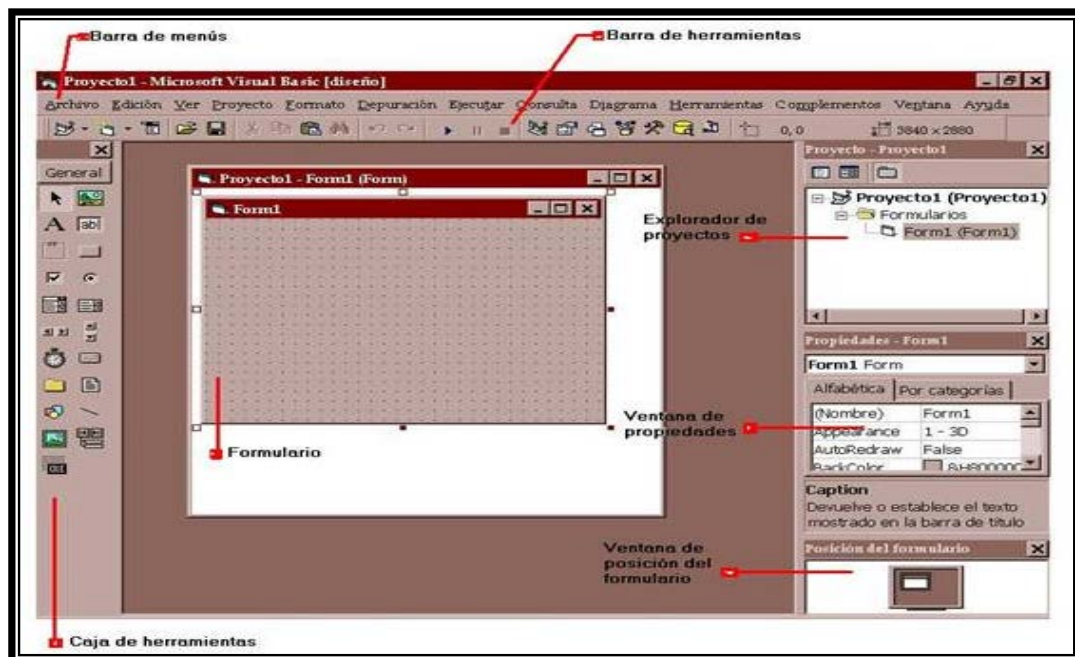 Barra de menús
Barra de herramientas
Proyecto1 - Microsoft Visual Basic [diseño]
Archivo Edición Ver Proyecto Formato Depuración Ejecutar Consulta Diagrama Herramientas Complementos Ventana Ayuda
0,0
3840 x 2880
General
Proyecto1 - Form1 (Form)
Form1
Formulario
Explorador de
proyectos
Proyecto - Proyecto1
Proyecto1 (Proyecto1)
Formularios
Form1 (Form1)
Propiedades - Form1
Form1 Form
Alfabética
Por categorías
(Nombre) Form1
Appearance 1 - 3D
AutoRedraw False
BackColor
Ventana de
propiedades
Caption
Devuelve o establece el texto
mostrado en la barra de título
Ventana de
posición del
formulario
Posición del formulario
Caja de herramientas